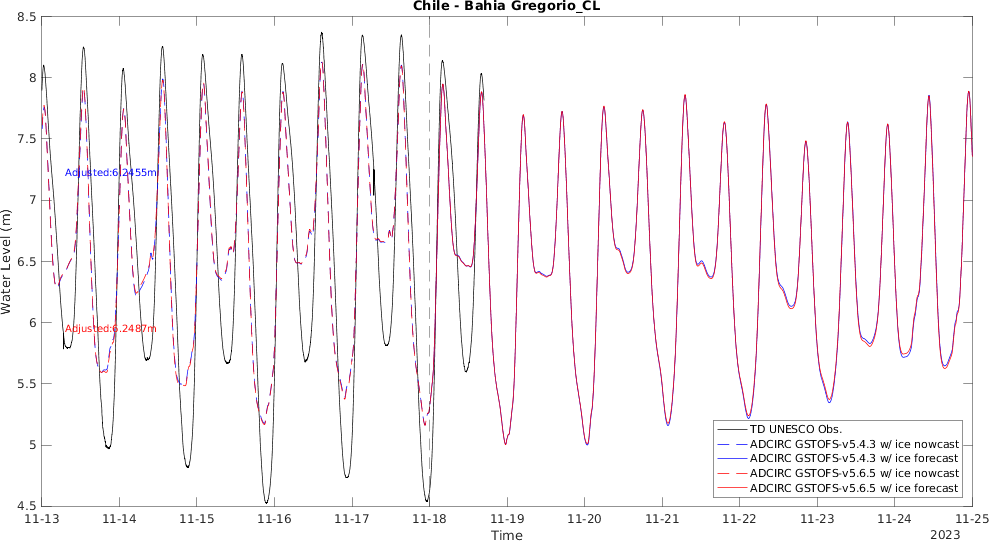 Chile - Bahia Gregorio_CL
8.5
8
7.5
7
6.5
6
5.5
5
4.5
Water Level (m)
Adjusted:6.2455m
Adjusted:6.2487m
TD UNESCO Obs.
ADCIRC GSTOFS-v5.4.3 w/ ice nowcast
ADCIRC GSTOFS-v5.4.3 w/ ice forecast
ADCIRC GSTOFS-v5.6.5 w/ ice nowcast
ADCIRC GSTOFS-v5.6.5 w/ ice forecast
11-13 11-14 11-15 11-16 11-17 11-18 11-19 11-20 11-21 11-22 11-23 11-24 11-25
Time
2023